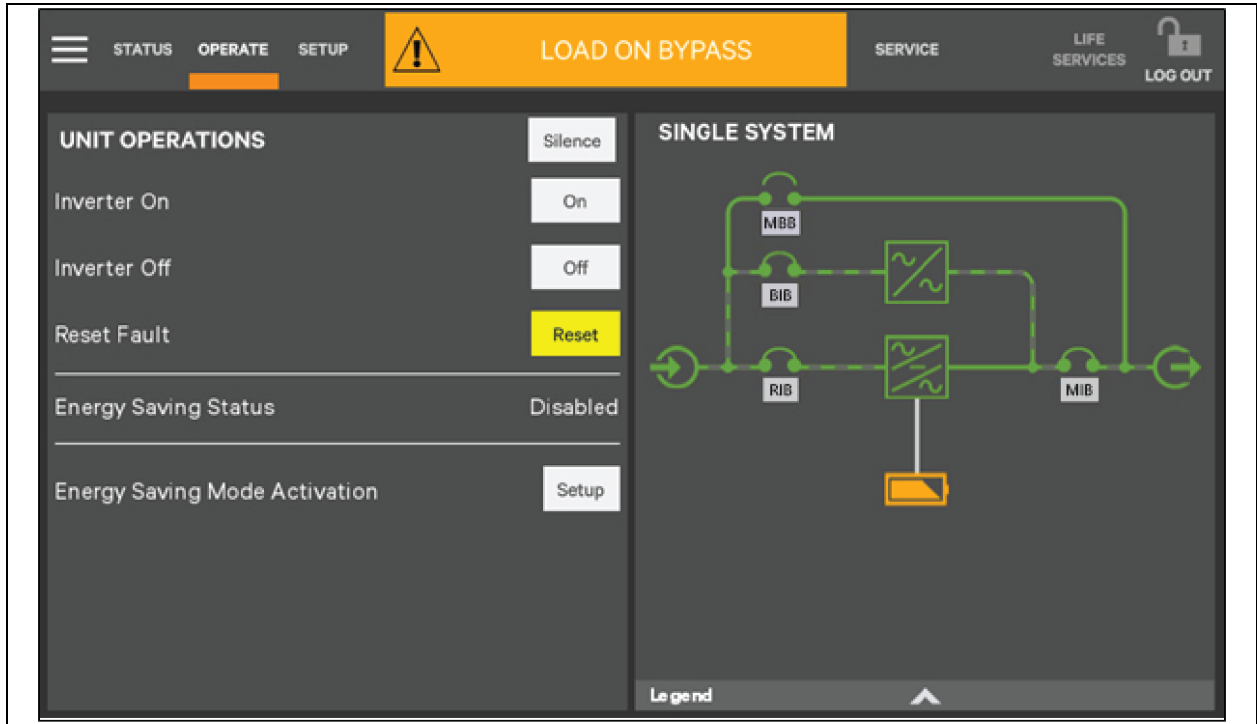 STATUS OPERATE SETUP LOAD ON BYPASS SERVICE LIFE
SERVICES
LOG OUT
UNIT OPERATIONS Silence
Inverter On On
Inverter Off Off
Reset Fault Reset
Energy Saving Status Disabled
Energy Saving Mode Activation Setup
SINGLE SYSTEM
MBB
BIB
RIB MIB
Legend